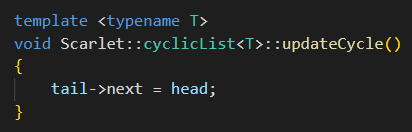 template <typename T>
void Scarlet::cyclicList<T>::updateCycle()
{
    tail->next = head;
}